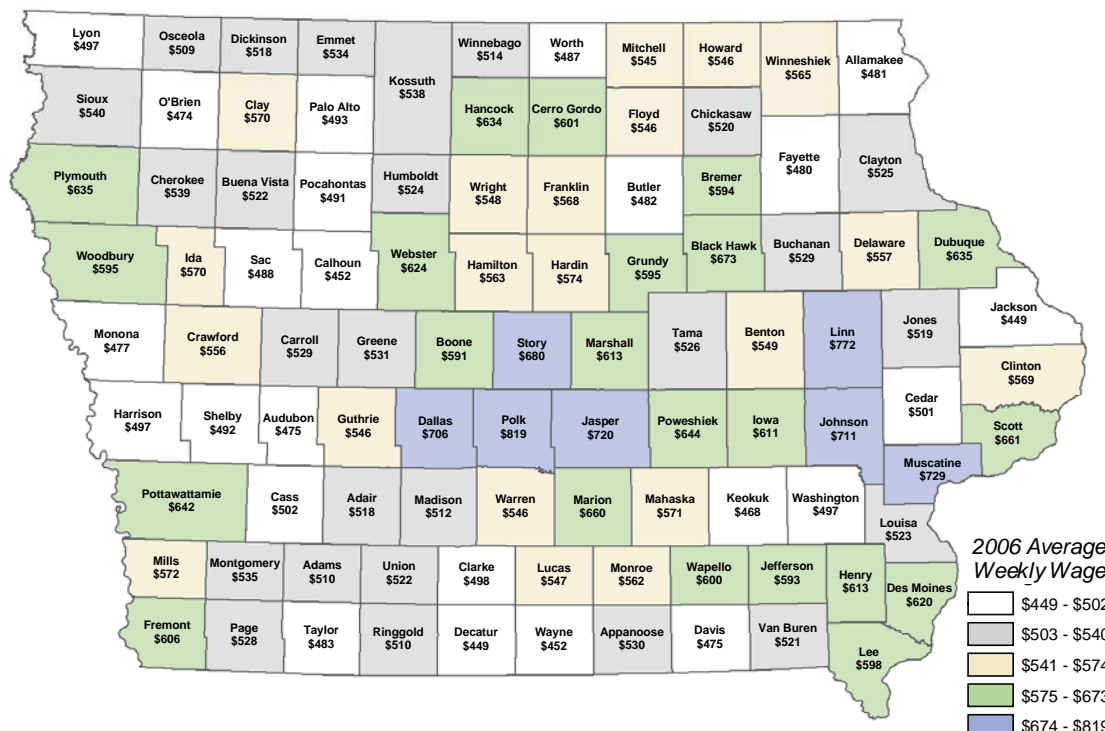 Lyon
$497
Osceola
$509
Dickinson
$518
Emmet
$534
Kossuth
$538
Winnebago
$514
Worth
$487
Mitchell
$545
Howard
$546
Winneshiek
$565
Allamakee
$481
Sioux
$540
O'Brien
$474
Clay
$570
Palo Alto
$493
Hancock
$634
Cerro Gordo
$601
Floyd
$546
Chickasaw
$520
Fayette
$480
Clayton
$525
Plymouth
$635
Cherokee
$539
Buena Vista
$522
Pocahontas
$491
Humboldt
$524
Wright
$548
Franklin
$568
Butler
$482
Bremer
$594
Woodbury
$595
Ida
$570
Sac
$488
Calhoun
$452
Webster
$624
Hamilton
$563
Hardin
$574
Grundy
$595
Black Hawk
$673
Buchanan
$529
Delaware
$557
Dubuque
$635
Monona
$477
Crawford
$556
Carroll
$529
Greene
$531
Boone
$591
Story
$680
Marshall
$613
Tama
$526
Benton
$549
Linn
$772
Jones
$519
Jackson
$449
Clinton
$569
Harrison
$497
Shelby
$492
Audubon
$475
Guthrie
$546
Dallas
$706
Polk
$819
Jasper
$720
Poweshiek
$644
Iowa
$611
Johnson
$711
Cedar
$501
Scott
$661
Muscatine
$729
Pottawattamie
$642
Cass
$502
Adair
$518
Madison
$512
Warren
$546
Marion
$660
Mahaska
$571
Keokuk
$468
Washington
$497
Louisa
$523
Mills
$572
Montgomery
$535
Adams
$510
Union
$522
Clarke
$498
Lucas
$547
Monroe
$562
Wapello
$600
Jefferson
$593
Henry
$613
Des Moines
$620
Fremont
$606
Page
$528
Taylor
$483
Ringgold
$510
Decatur
$449
Wayne
$452
Appanoose
$530
Davis
$475
Van Buren
$521
Lee
$598
2006 Average
Weekly Wage
$449 - $502
$503 - $540
$541 - $574
$575 - $673
$674 - $819